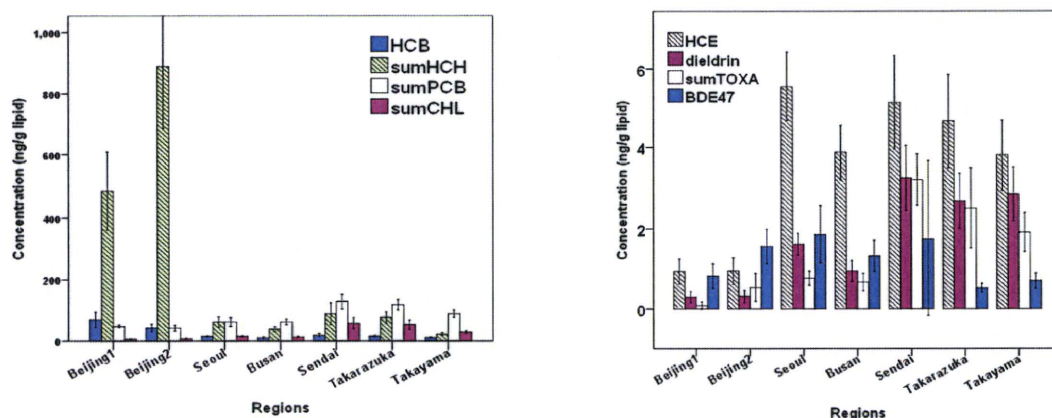 1,000
800
600
400
200
0
Concentration (ng/g lipid)
HCB
sumHCH
sumPCB
sumCHL
Beijing1
Beijing2
Seoul
Busan
Sendai
Takarazuka
Takayama
Regions
6
4
2
0
Concentration (ng/g lipid)
HCE
dieldrin
sumTOXA
BDE47
Beijing1
Beijing2
Seoul
Busan
Sendai
Takarazuka
Takayama
Regions